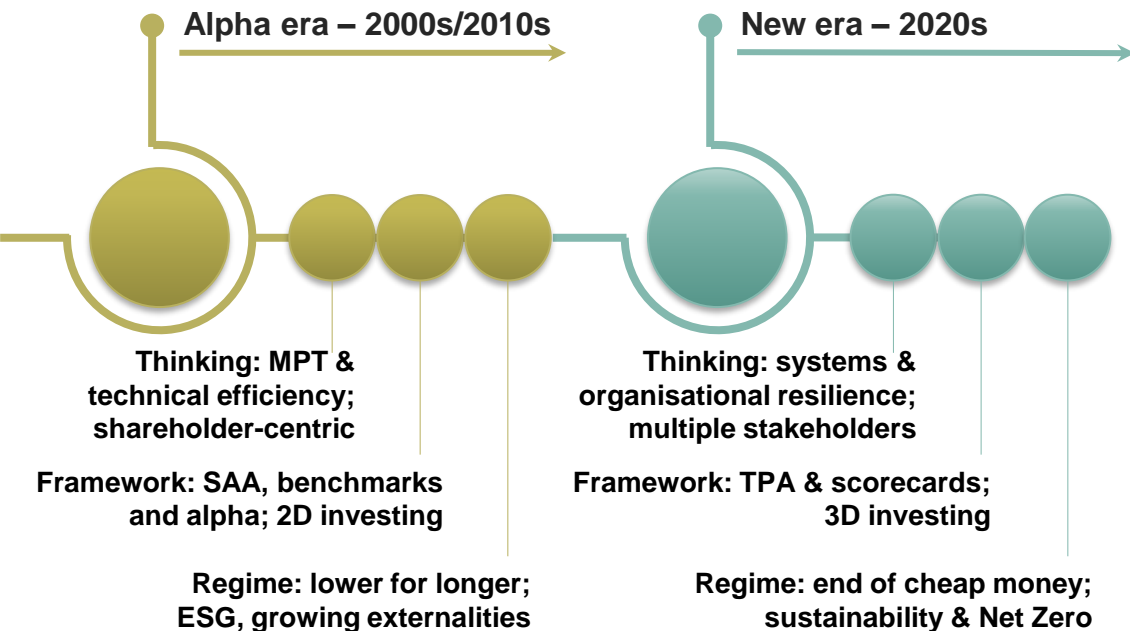 Alpha era – 2000s/2010s
Thinking: MPT &
technical efficiency;
shareholder-centric
Framework: SAA, benchmarks
and alpha; 2D investing
Regime: lower for longer;
ESG, growing externalities
New era – 2020s
Thinking: systems &
organisational resilience;
multiple stakeholders
Framework: TPA & scorecards;
3D investing
Regime: end of cheap money;
sustainability & Net Zero